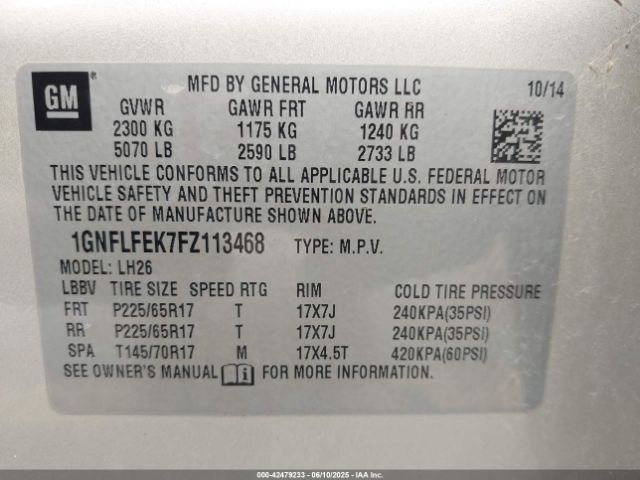 GM
MFD BY GENERAL MOTORS LLC 10/14
GVWR GAWR FRT GAWR RR
2300 KG 1175 KG 1240 KG
5070 LB 2590 LB 2733 LB
THIS VEHICLE CONFORMS TO ALL APPLICABLE U.S. FEDERAL MOTOR
VEHICLE SAFETY AND THEFT PREVENTION STANDARDS IN EFFECT ON
THE DATE OF MANUFACTURE SHOWN ABOVE.
1GNFLFEK7FZ113468 TYPE: M.P.V.
MODEL: LH26
LBBV TIRE SIZE SPEED RTG RIM COLD TIRE PRESSURE
FRT P225/65R17 T 17X7J 240KPA(35PSI)
RR P225/65R17 T 17X7J 240KPA(35PSI)
SPA T145/70R17 M 17X4.5T 420KPA(60PSI)
SEE OWNER'S MANUAL FOR MORE INFORMATION.
000-42479233 - 06/10/2025 - IAA Inc.